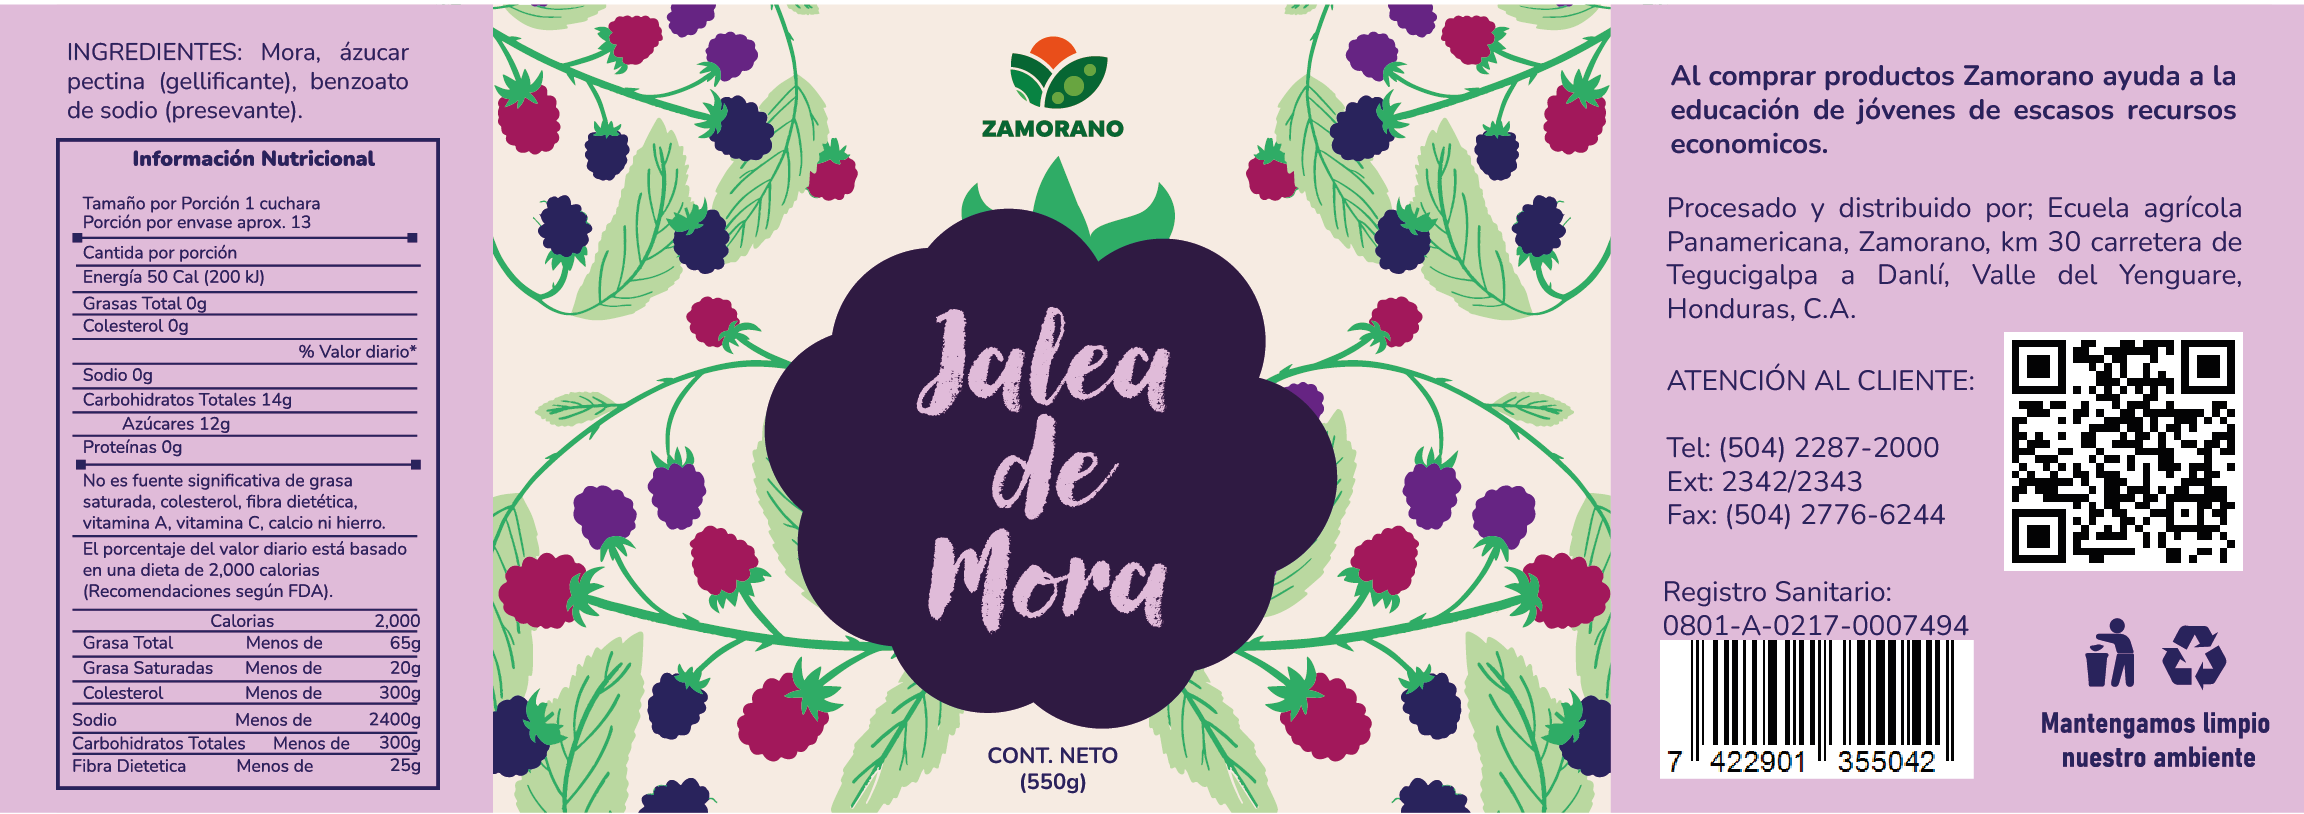 INGREDIENTES: Mora, ázucar
pectina (gellificante), benzoato
de sodio (presevante).
Información Nutricional
Tamaño por Porción 1 cuchara
Porción por envase aprox. 13
Cantida por porción
Energía 50 Cal (200 kJ)
Grasas Total 0g
Colesterol 0g
% Valor diario*
Sodio 0g
Carbohidratos Totales 14g
Azúcares 12g
Proteínas 0g
No es fuente significativa de grasa
saturada, colesterol, fibra dietética,
vitamina A, vitamina C, calcio ni hierro.
El porcentaje del valor diario está basado
en una dieta de 2,000 calorias
(Recomendaciones según FDA).
Calorias 2,000
Grasa Total Menos de 65g
Grasa Saturadas Menos de 20g
Colesterol Menos de 300g
Sodio Menos de 2400g
Carbohidratos Totales Menos de 300g
Fibra Dietetica Menos de 25g
ZAMORANO
Jalea
de
Mora
CONT. NETO
(550g)
Al comprar productos Zamorano ayuda a la
educación de jóvenes de escasos recursos
economicos.
Procesado y distribuido por; Ecuela agrícola
Panamericana, Zamorano, km 30 carretera de
Tegucigalpa a Danlí, Valle del Yenguare,
Honduras, C.A.
ATENCIÓN AL CLIENTE:
Tel: (504) 2287-2000
Ext: 2342/2343
Fax: (504) 2776-6244
Registro Sanitario:
0801-A-0217-0007494
7 422901 355042
Mantengamos limpio
nuestro ambiente